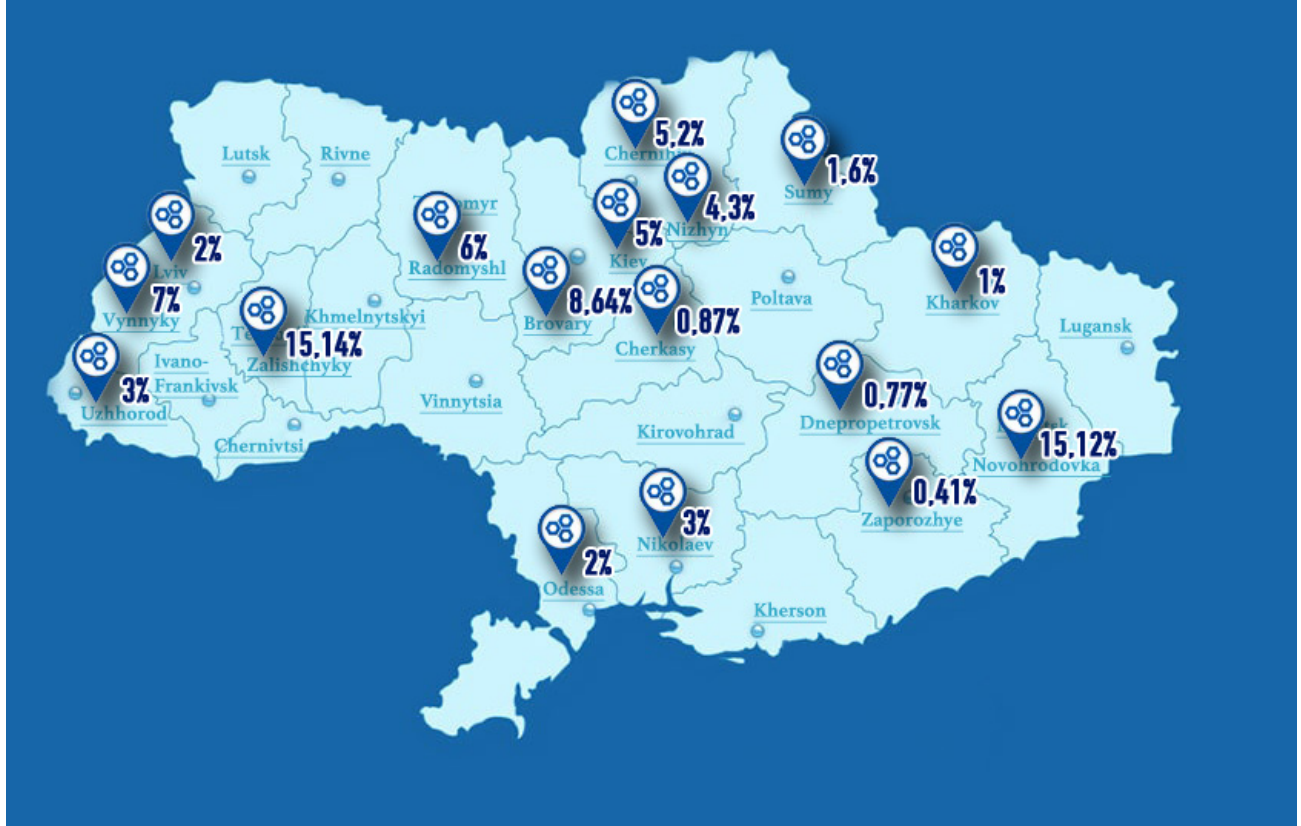 5,2%
Chernihiv
1,6%
Sumy
Lutsk
Rivne
4,3%
Nizhyn
6%
Radomyshl
5%
Kiev
2%
Lviv
7%
Vynnyky
8,64%
Brovary
0,87%
Cherkasy
Poltava
1%
Kharkov
Lugansk
Khmelnytskyi
15,14%
Zalishchyky
Ivano-
Frankivsk
3%
Uzhhorod
Chernivtsi
Vinnytsia
Kirovohrad
0,77%
Dnepropetrovsk
15,12%
Novohrodovka
0,41%
Zaporozhye
3%
Nikolaev
2%
Odessa
Kherson